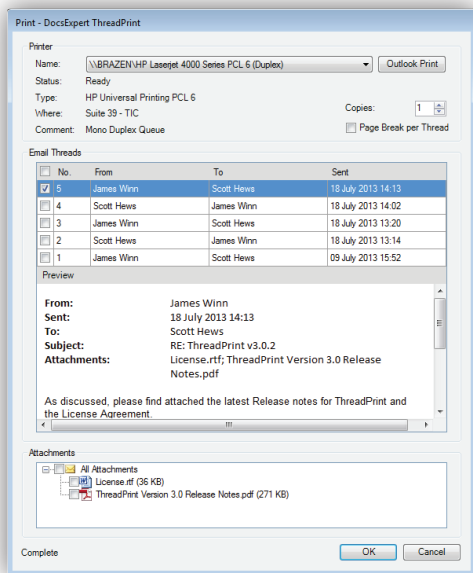 Print - DocsExpert ThreadPrint
Printer
Name: \\BRAZEN\HP Laserjet 4000 Series PCL 6 (Duplex) Outlook Print
Status: Ready
Type: HP Universal Printing PCL 6
Where: Suite 39 - TIC Copies: 1
Comment: Mono Duplex Queue Page Break per Thread
Email Threads
No. From To Sent
5 James Winn Scott Hews 18 July 2013 14:13
4 Scott Hews James Winn 18 July 2013 14:02
3 James Winn Scott Hews 18 July 2013 13:20
2 Scott Hews James Winn 18 July 2013 13:14
1 James Winn Scott Hews 09 July 2013 15:52
Preview
From: James Winn
Sent: 18 July 2013 14:13
To: Scott Hews
Subject: RE: ThreadPrint v3.0.2
Attachments: License.rtf; ThreadPrint Version 3.0 Release
Notes.pdf
As discussed, please find attached the latest Release notes for ThreadPrint and
the License Agreement.
Attachments
All Attachments
License.rtf (36 KB)
ThreadPrint Version 3.0 Release Notes.pdf (271 KB)
Complete OK Cancel